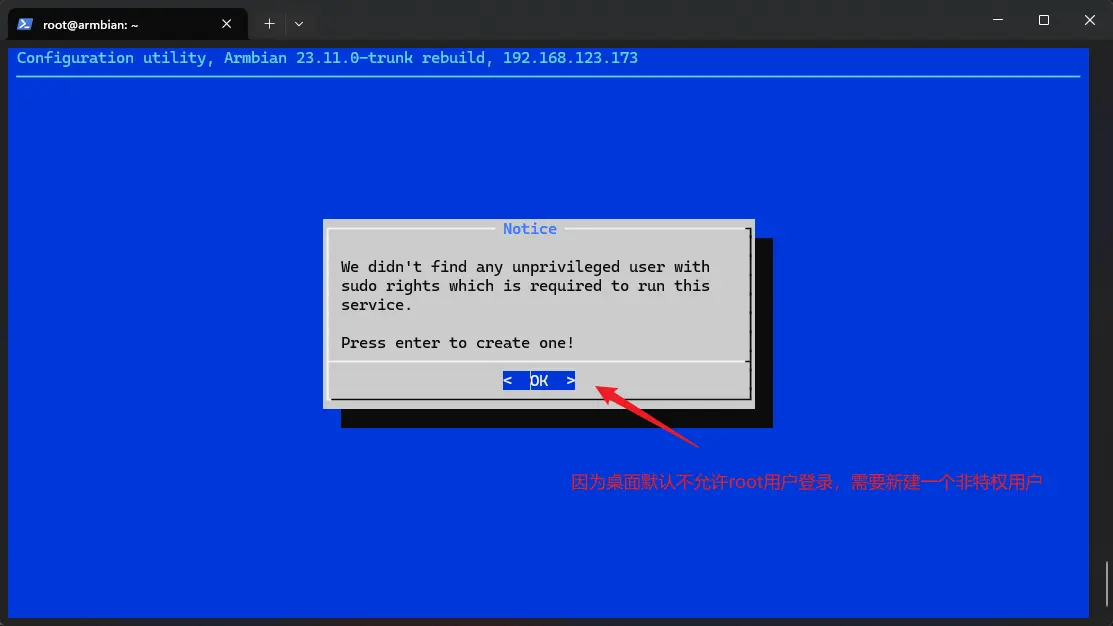 root@armbian: ~
Configuration utility, Armbian 23.11.0-trunk rebuild, 192.168.123.173
Notice
We didn't find any unprivileged user with
sudo rights which is required to run this
service.
Press enter to create one!
< OK >
因为桌面默认不允许root用户登录，需要新建一个非特权用户